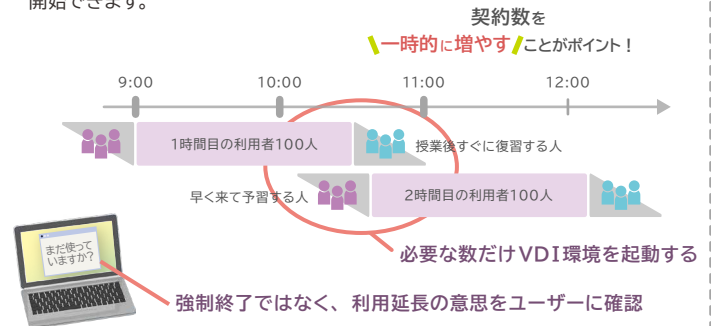 開始できます。
契約数を
一時的に増やす ことがポイント！
9:00 10:00 11:00 12:00
1時間目の利用者100人 授業後すぐに復習する人
早く来て予習する人 2時間目の利用者100人
必要な数だけVDI環境を起動する
まだ使って
いますか?
強制終了ではなく、利用延長の意思をユーザーに確認